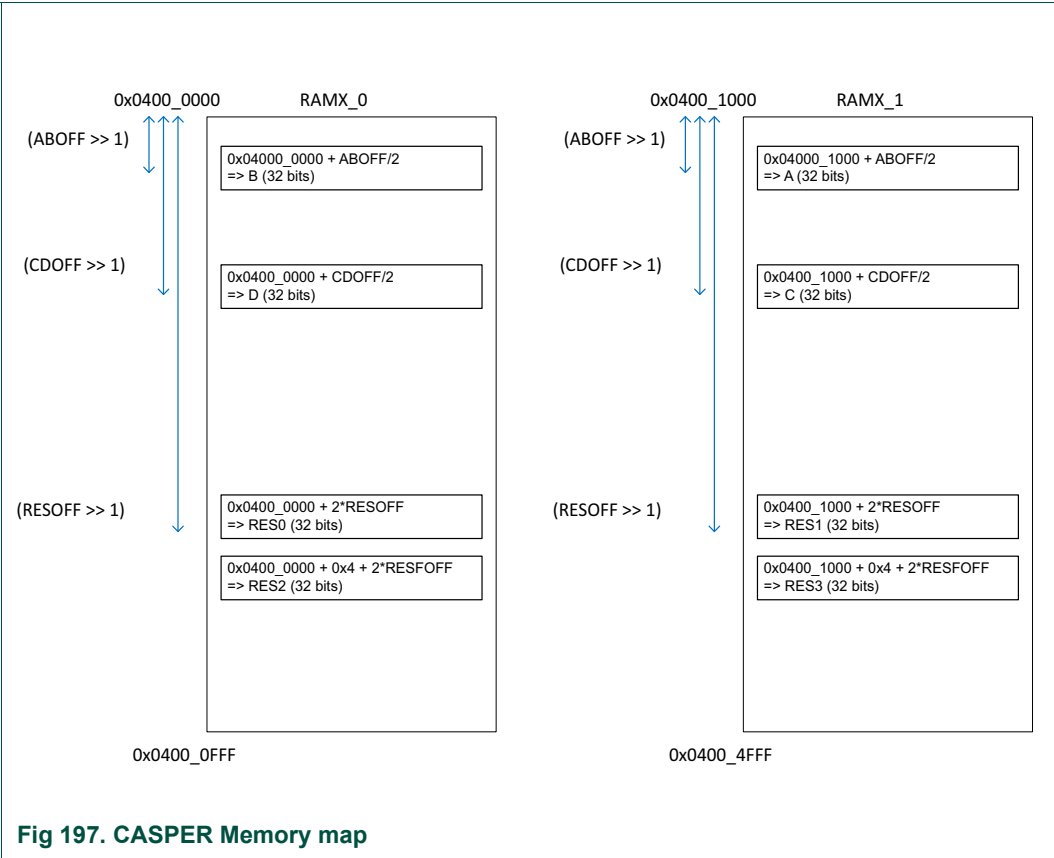 0x0400_0000
RAMX_0
(ABOFF >> 1)
0x04000_0000 + ABOFF/2
=> B (32 bits)
(CDOFF >> 1)
0x0400_0000 + CDOFF/2
=> D (32 bits)
(RESOFF >> 1)
0x0400_0000 + 2*RESOFF
=> RES0 (32 bits)
0x0400_0000 + 0x4 + 2*RESFOFF
=> RES2 (32 bits)
0x0400_0FFF
0x0400_1000
RAMX_1
(ABOFF >> 1)
0x04000_1000 + ABOFF/2
=> A (32 bits)
(CDOFF >> 1)
0x0400_1000 + CDOFF/2
=> C (32 bits)
(RESOFF >> 1)
0x0400_1000 + 2*RESOFF
=> RES1 (32 bits)
0x0400_1000 + 0x4 + 2*RESFOFF
=> RES3 (32 bits)
0x0400_4FFF
Fig 197. CASPER Memory map